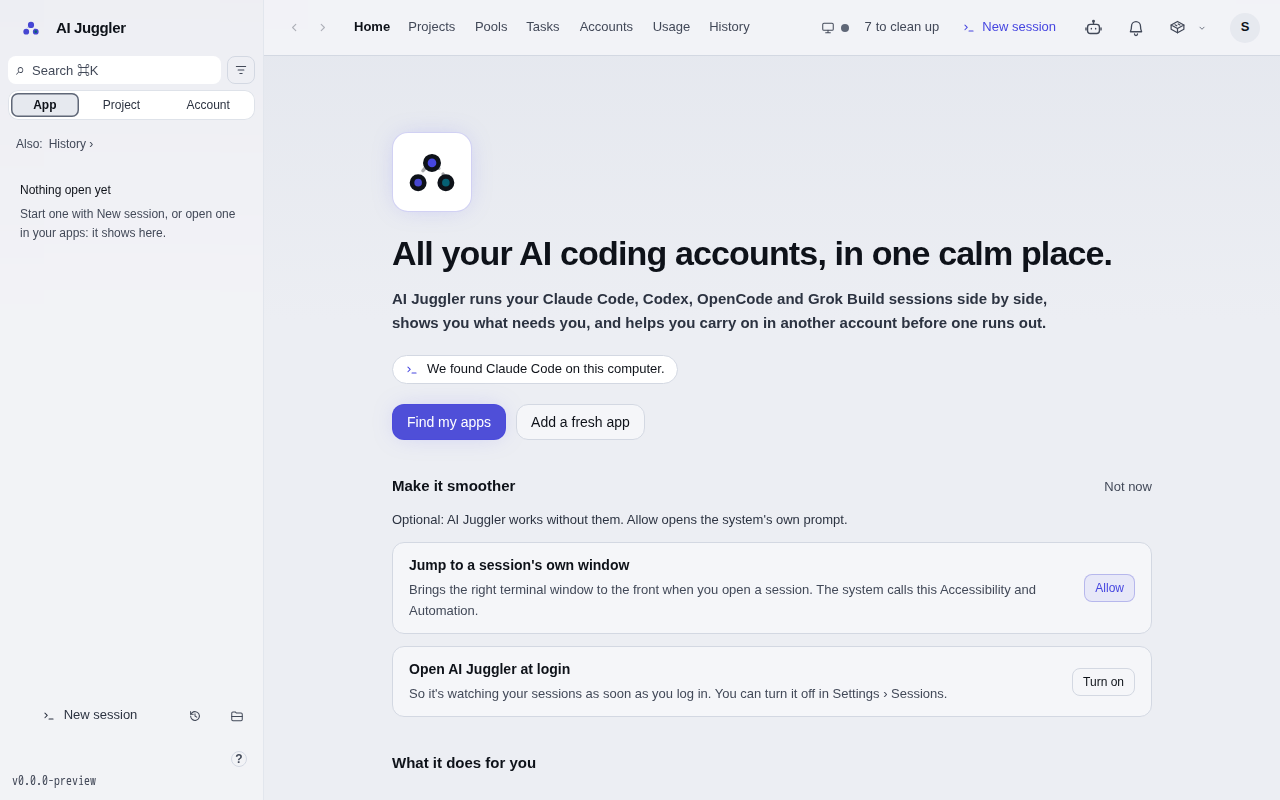 AI Juggler
Search ⌘K
App Project Account
Also: History ›
Nothing open yet
Start one with New session, or open one
in your apps: it shows here.
New session
?
v0.0.0-preview
Home Projects Pools Tasks Accounts Usage History
7 to clean up
New session
S
All your AI coding accounts, in one calm place.
AI Juggler runs your Claude Code, Codex, OpenCode and Grok Build sessions side by side,
shows you what needs you, and helps you carry on in another account before one runs out.
We found Claude Code on this computer.
Find my apps Add a fresh app
Make it smoother
Not now
Optional: AI Juggler works without them. Allow opens the system's own prompt.
Jump to a session's own window
Brings the right terminal window to the front when you open a session. The system calls this Accessibility and
Automation.
Allow
Open AI Juggler at login
So it's watching your sessions as soon as you log in. You can turn it off in Settings › Sessions.
Turn on
What it does for you